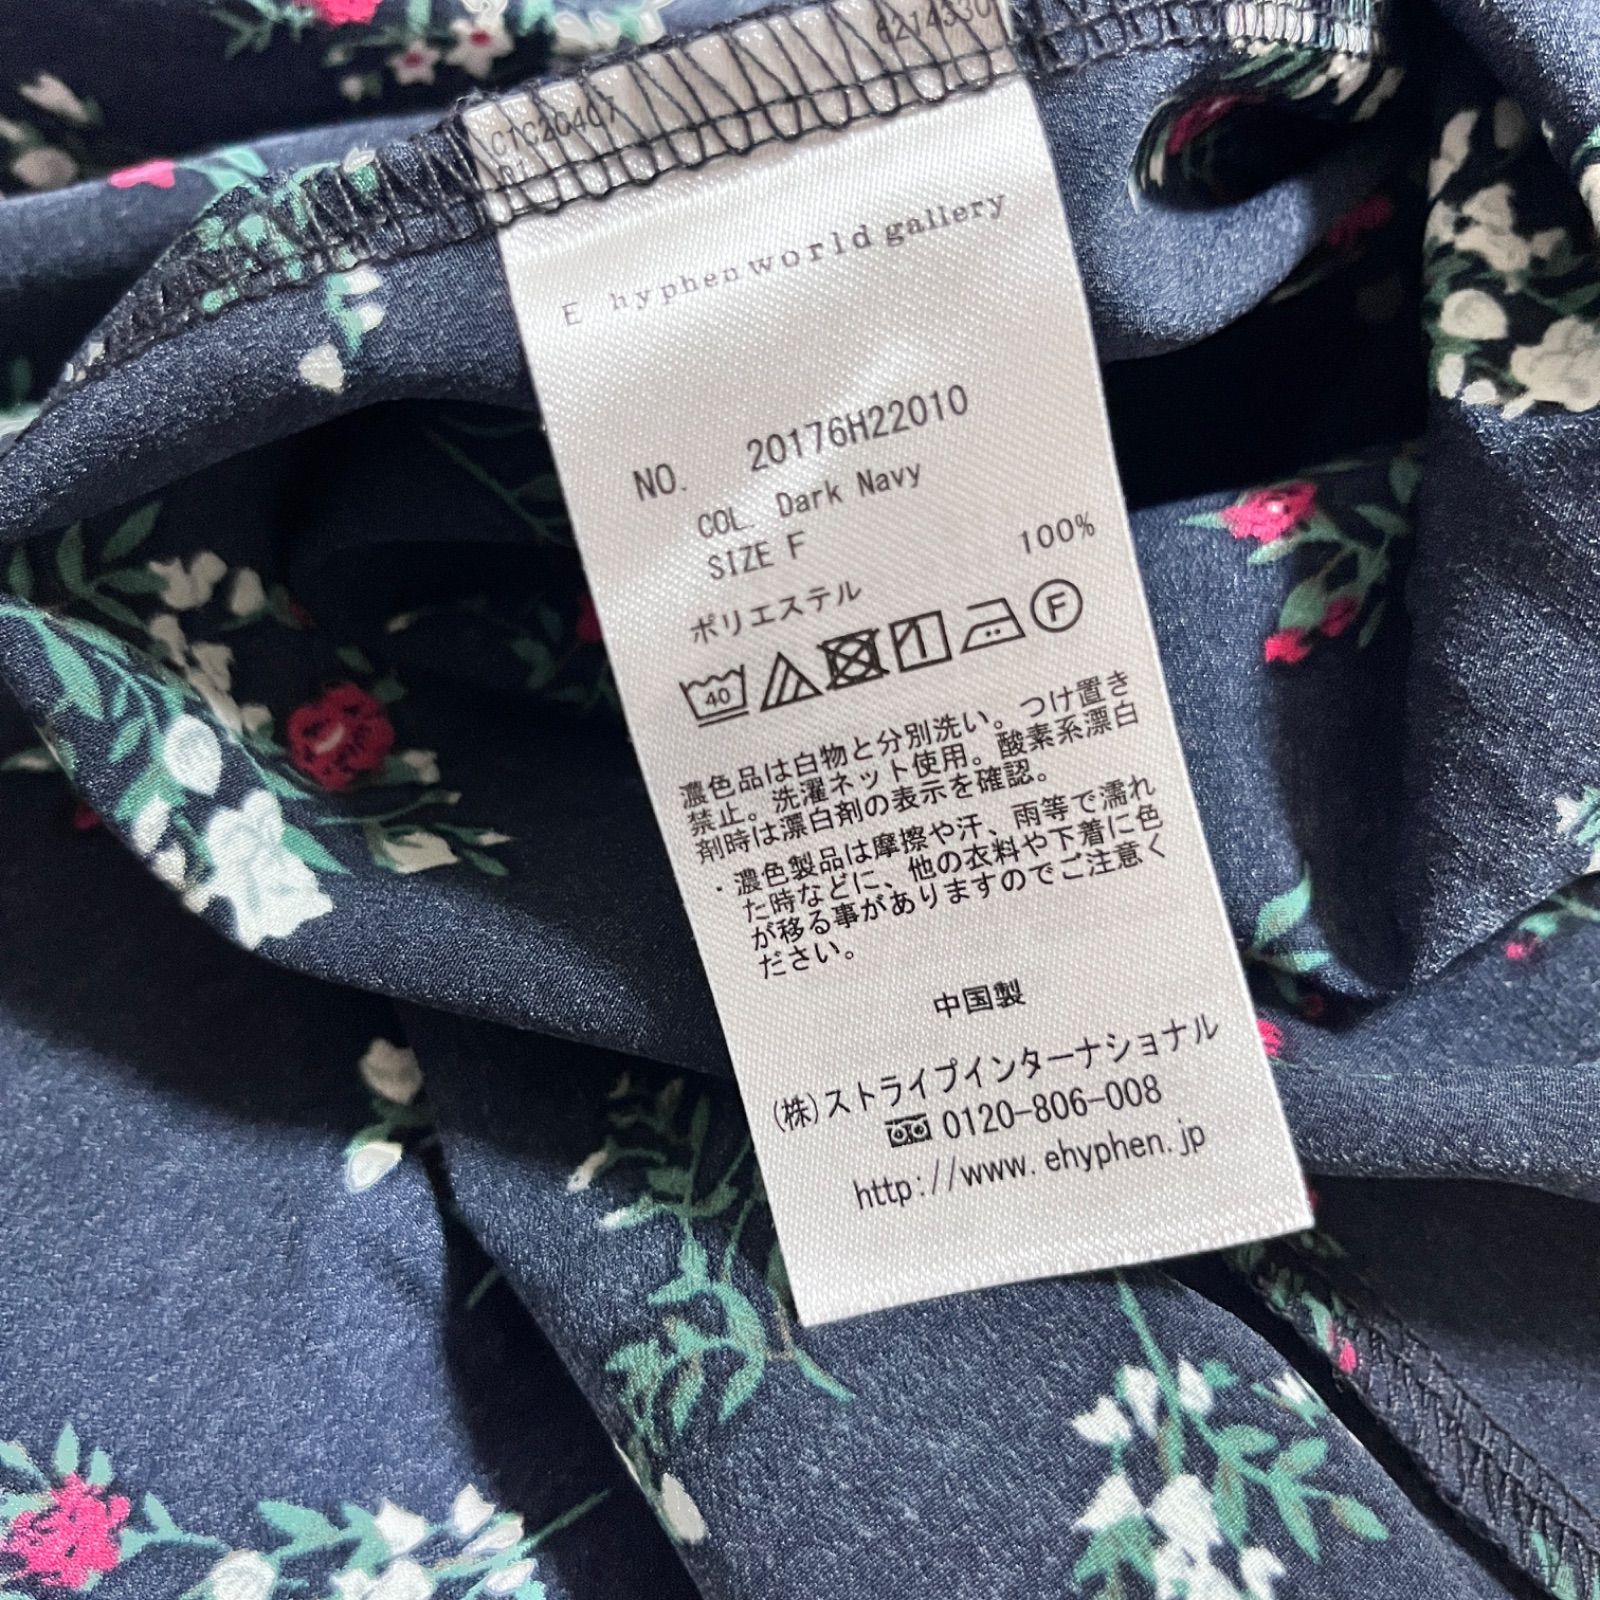 E hyphen world gallery
NO. 20176H22010
COL. Dark Navy
SIZE F
ポリエステル 100%
40 1 F
濃色品は白物と分別洗い。つけ置き
禁止。洗濯ネット使用。酸素系漂白
剤時は漂白剤の表示を確認。
・濃色製品は摩擦や汗、雨等で濡れ
た時などに、他の衣料や下着に色
が移る事がありますのでご注意く
ださい。
中国製
(株)ストライプインターナショナル
0120-806-008
http://www.ehyphen.jp